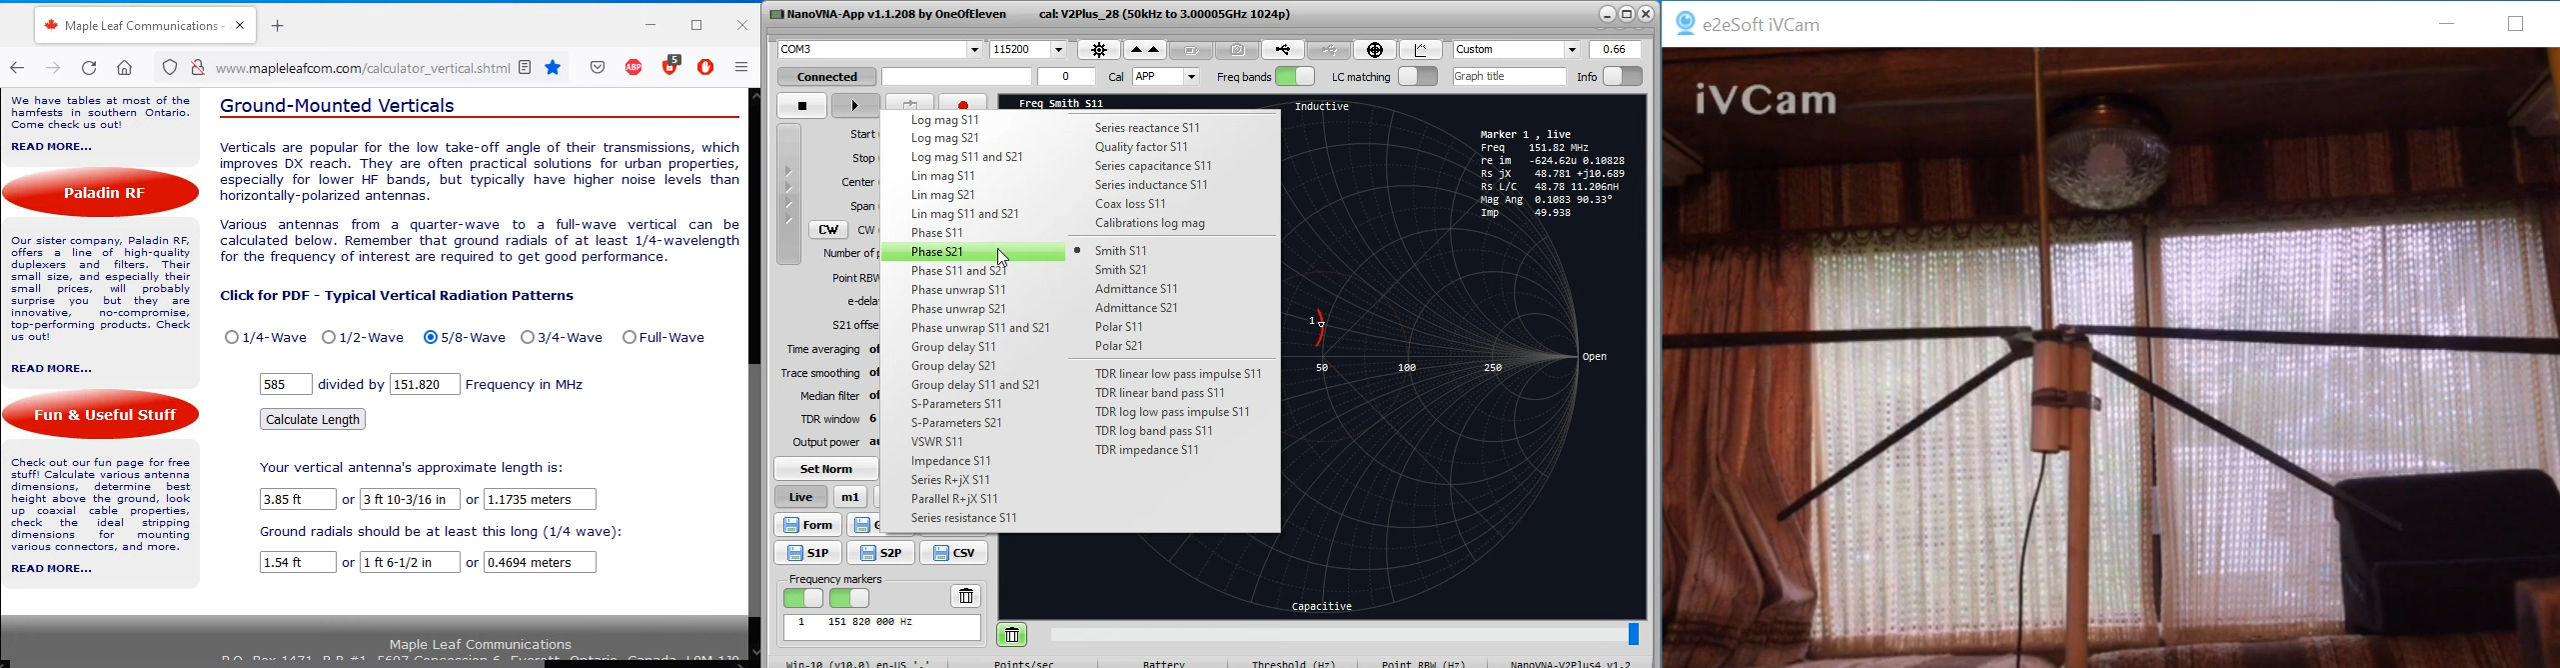 Maple Leaf Communications -
www.mapleleafcom.com/calculator_vertical.shtml
ABP
5
We have tables at most of the
hamfests in southern Ontario.
Come check us out!
READ MORE...
Paladin RF
Our sister company, Paladin RF,
offers a line of high-quality
duplexers and filters. Their
small size, and especially their
small prices, will probably
surprise you but they are
innovative, no-compromise,
top-performing products. Check
us out!
READ MORE...
Fun & Useful Stuff
Check out our fun page for free
stuff! Calculate various antenna
dimensions, determine best
height above the ground, look
up coaxial cable properties,
check the ideal stripping
dimensions for mounting
various connectors, and more.
READ MORE...
Ground-Mounted Verticals
Verticals are popular for the low take-off angle of their transmissions, which
improves DX reach. They are often practical solutions for urban properties,
especially for lower HF bands, but typically have higher noise levels than
horizontally-polarized antennas.
Various antennas from a quarter-wave to a full-wave vertical can be
calculated below. Remember that ground radials of at least 1/4-wavelength
for the frequency of interest are required to get good performance.
Click for PDF - Typical Vertical Radiation Patterns
1/4-Wave 1/2-Wave 5/8-Wave 3/4-Wave Full-Wave
585 divided by 151.820 Frequency in MHz
Calculate Length
Your vertical antenna's approximate length is:
3.85 ft or 3 ft 10-3/16 in or 1.1735 meters
Ground radials should be at least this long (1/4 wave):
1.54 ft or 1 ft 6-1/2 in or 0.4694 meters
Maple Leaf Communications
NanoVNA-App v1.1.208 by OneOfEleven cal: V2Plus_28 (50kHz to 3.00005GHz 1024p)
COM3 115200 Custom 0.66
Connected 0 Cal APP Freq bands LC matching Graph title Info
Start
Stop
Center
Span
CW CW
Number of
Point RBW
e-dela
S21 offse
Time averaging of
Trace smoothing of
Median filter of
TDR window 6
Output power au
Set Norm
Live m1
Form
S1P S2P CSV
Frequency markers
1 151 820 000 Hz
Log mag S11
Log mag S21
Log mag S11 and S21
Lin mag S11
Lin mag S21
Lin mag S11 and S21
Phase S11
Phase S21
Phase S11 and S21
Phase unwrap S11
Phase unwrap S21
Phase unwrap S11 and S21
Group delay S11
Group delay S21
Group delay S11 and S21
S-Parameters S11
S-Parameters S21
VSWR S11
Impedance S11
Series R+jX S11
Parallel R+jX S11
Series resistance S11
Series reactance S11
Quality factor S11
Series capacitance S11
Series inductance S11
Coax loss S11
Calibrations log mag
Smith S11
Smith S21
Admittance S11
Admittance S21
Polar S11
Polar S21
TDR linear low pass impulse S11
TDR linear band pass S11
TDR log low pass impulse S11
TDR log band pass S11
TDR impedance S11
Freq Smith S11
Inductive
Marker 1 , live
Freq 151.82 MHz
re im -624.62u 0.10828
Rs jX 48.781 +j10.689
Rs L/C 48.78 11.206nH
Mag Ang 0.1083 90.33°
Imp 49.938
1
50 100 250 Open
Capacitive
Win-10 (v10.0) en-US '.' Points/sec Battery Threshold (Hz) Point RBW (Hz) NanoVNA-V2Plus4 v1.2
e2eSoft iVCam
iVCam